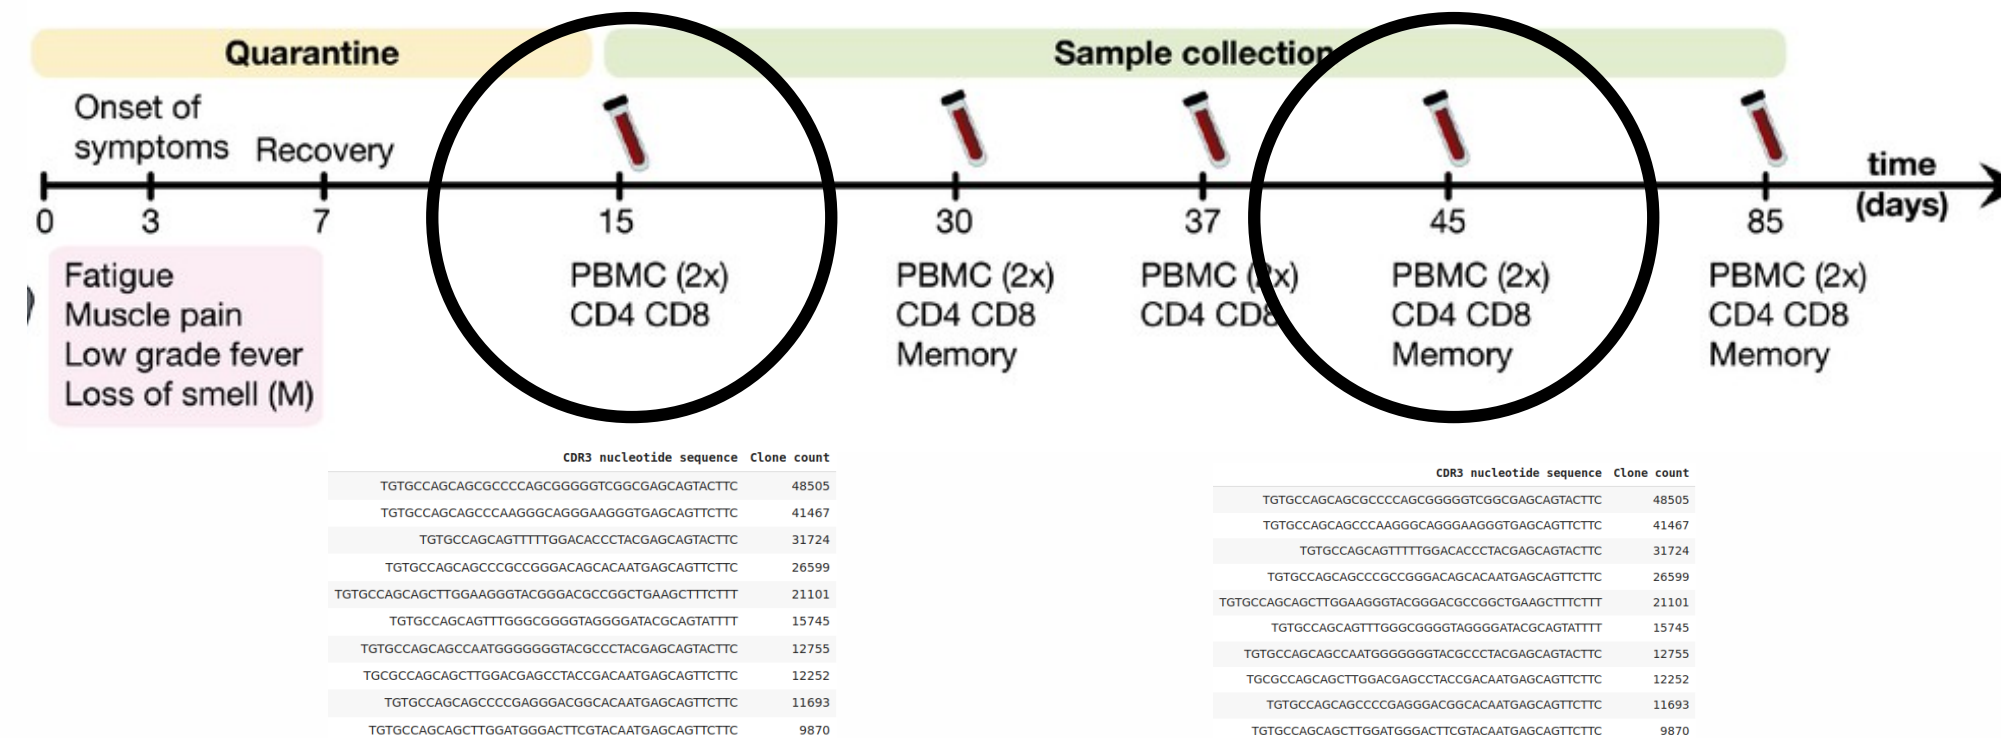 Quarantine
Sample collection
Onset of
symptoms
Recovery
time
(days)
0
3
7
15
30
37
45
85
Fatigue
Muscle pain
Low grade fever
Loss of smell (M)
PBMC (2x)
CD4 CD8
PBMC (2x)
CD4 CD8
Memory
PBMC (2x)
CD4 CD8
PBMC (2x)
CD4 CD8
Memory
PBMC (2x)
CD4 CD8
Memory
CDR3 nucleotide sequence Clone count
TGTGCCAGCAGCGCCCCAGCGGGGGTCGGCGAGCAGTACTTC 48505
TGTGCCAGCAGCCCAAGGGCAGGGAAGGGTGAGCAGTTCTTC 41467
TGTGCCAGCAGTTTTTGGACACCCTACGAGCAGTACTTC 31724
TGTGCCAGCAGCCCGCCGGGACAGCACAATGAGCAGTTCTTC 26599
TGTGCCAGCAGCTTGGAAGGGTACGGGACGCCGGCTGAAGCTTTCTTT 21101
TGTGCCAGCAGTTTGGGCGGGGTAGGGGATACGCAGTATTTT 15745
TGTGCCAGCAGCCAATGGGGGGGTACGCCCTACGAGCAGTACTTC 12755
TGCGCCAGCAGCTTGGACGAGCCTACCGACAATGAGCAGTTCTTC 12252
TGTGCCAGCAGCCCCGAGGGACGGCACAATGAGCAGTTCTTC 11693
TGTGCCAGCAGCTTGGATGGGACTTCGTACAATGAGCAGTTCTTC 9870
CDR3 nucleotide sequence Clone count
TGTGCCAGCAGCGCCCCAGCGGGGGTCGGCGAGCAGTACTTC 48505
TGTGCCAGCAGCCCAAGGGCAGGGAAGGGTGAGCAGTTCTTC 41467
TGTGCCAGCAGTTTTTGGACACCCTACGAGCAGTACTTC 31724
TGTGCCAGCAGCCCGCCGGGACAGCACAATGAGCAGTTCTTC 26599
TGTGCCAGCAGCTTGGAAGGGTACGGGACGCCGGCTGAAGCTTTCTTT 21101
TGTGCCAGCAGTTTGGGCGGGGTAGGGGATACGCAGTATTTT 15745
TGTGCCAGCAGCCAATGGGGGGGTACGCCCTACGAGCAGTACTTC 12755
TGCGCCAGCAGCTTGGACGAGCCTACCGACAATGAGCAGTTCTTC 12252
TGTGCCAGCAGCCCCGAGGGACGGCACAATGAGCAGTTCTTC 11693
TGTGCCAGCAGCTTGGATGGGACTTCGTACAATGAGCAGTTCTTC 9870